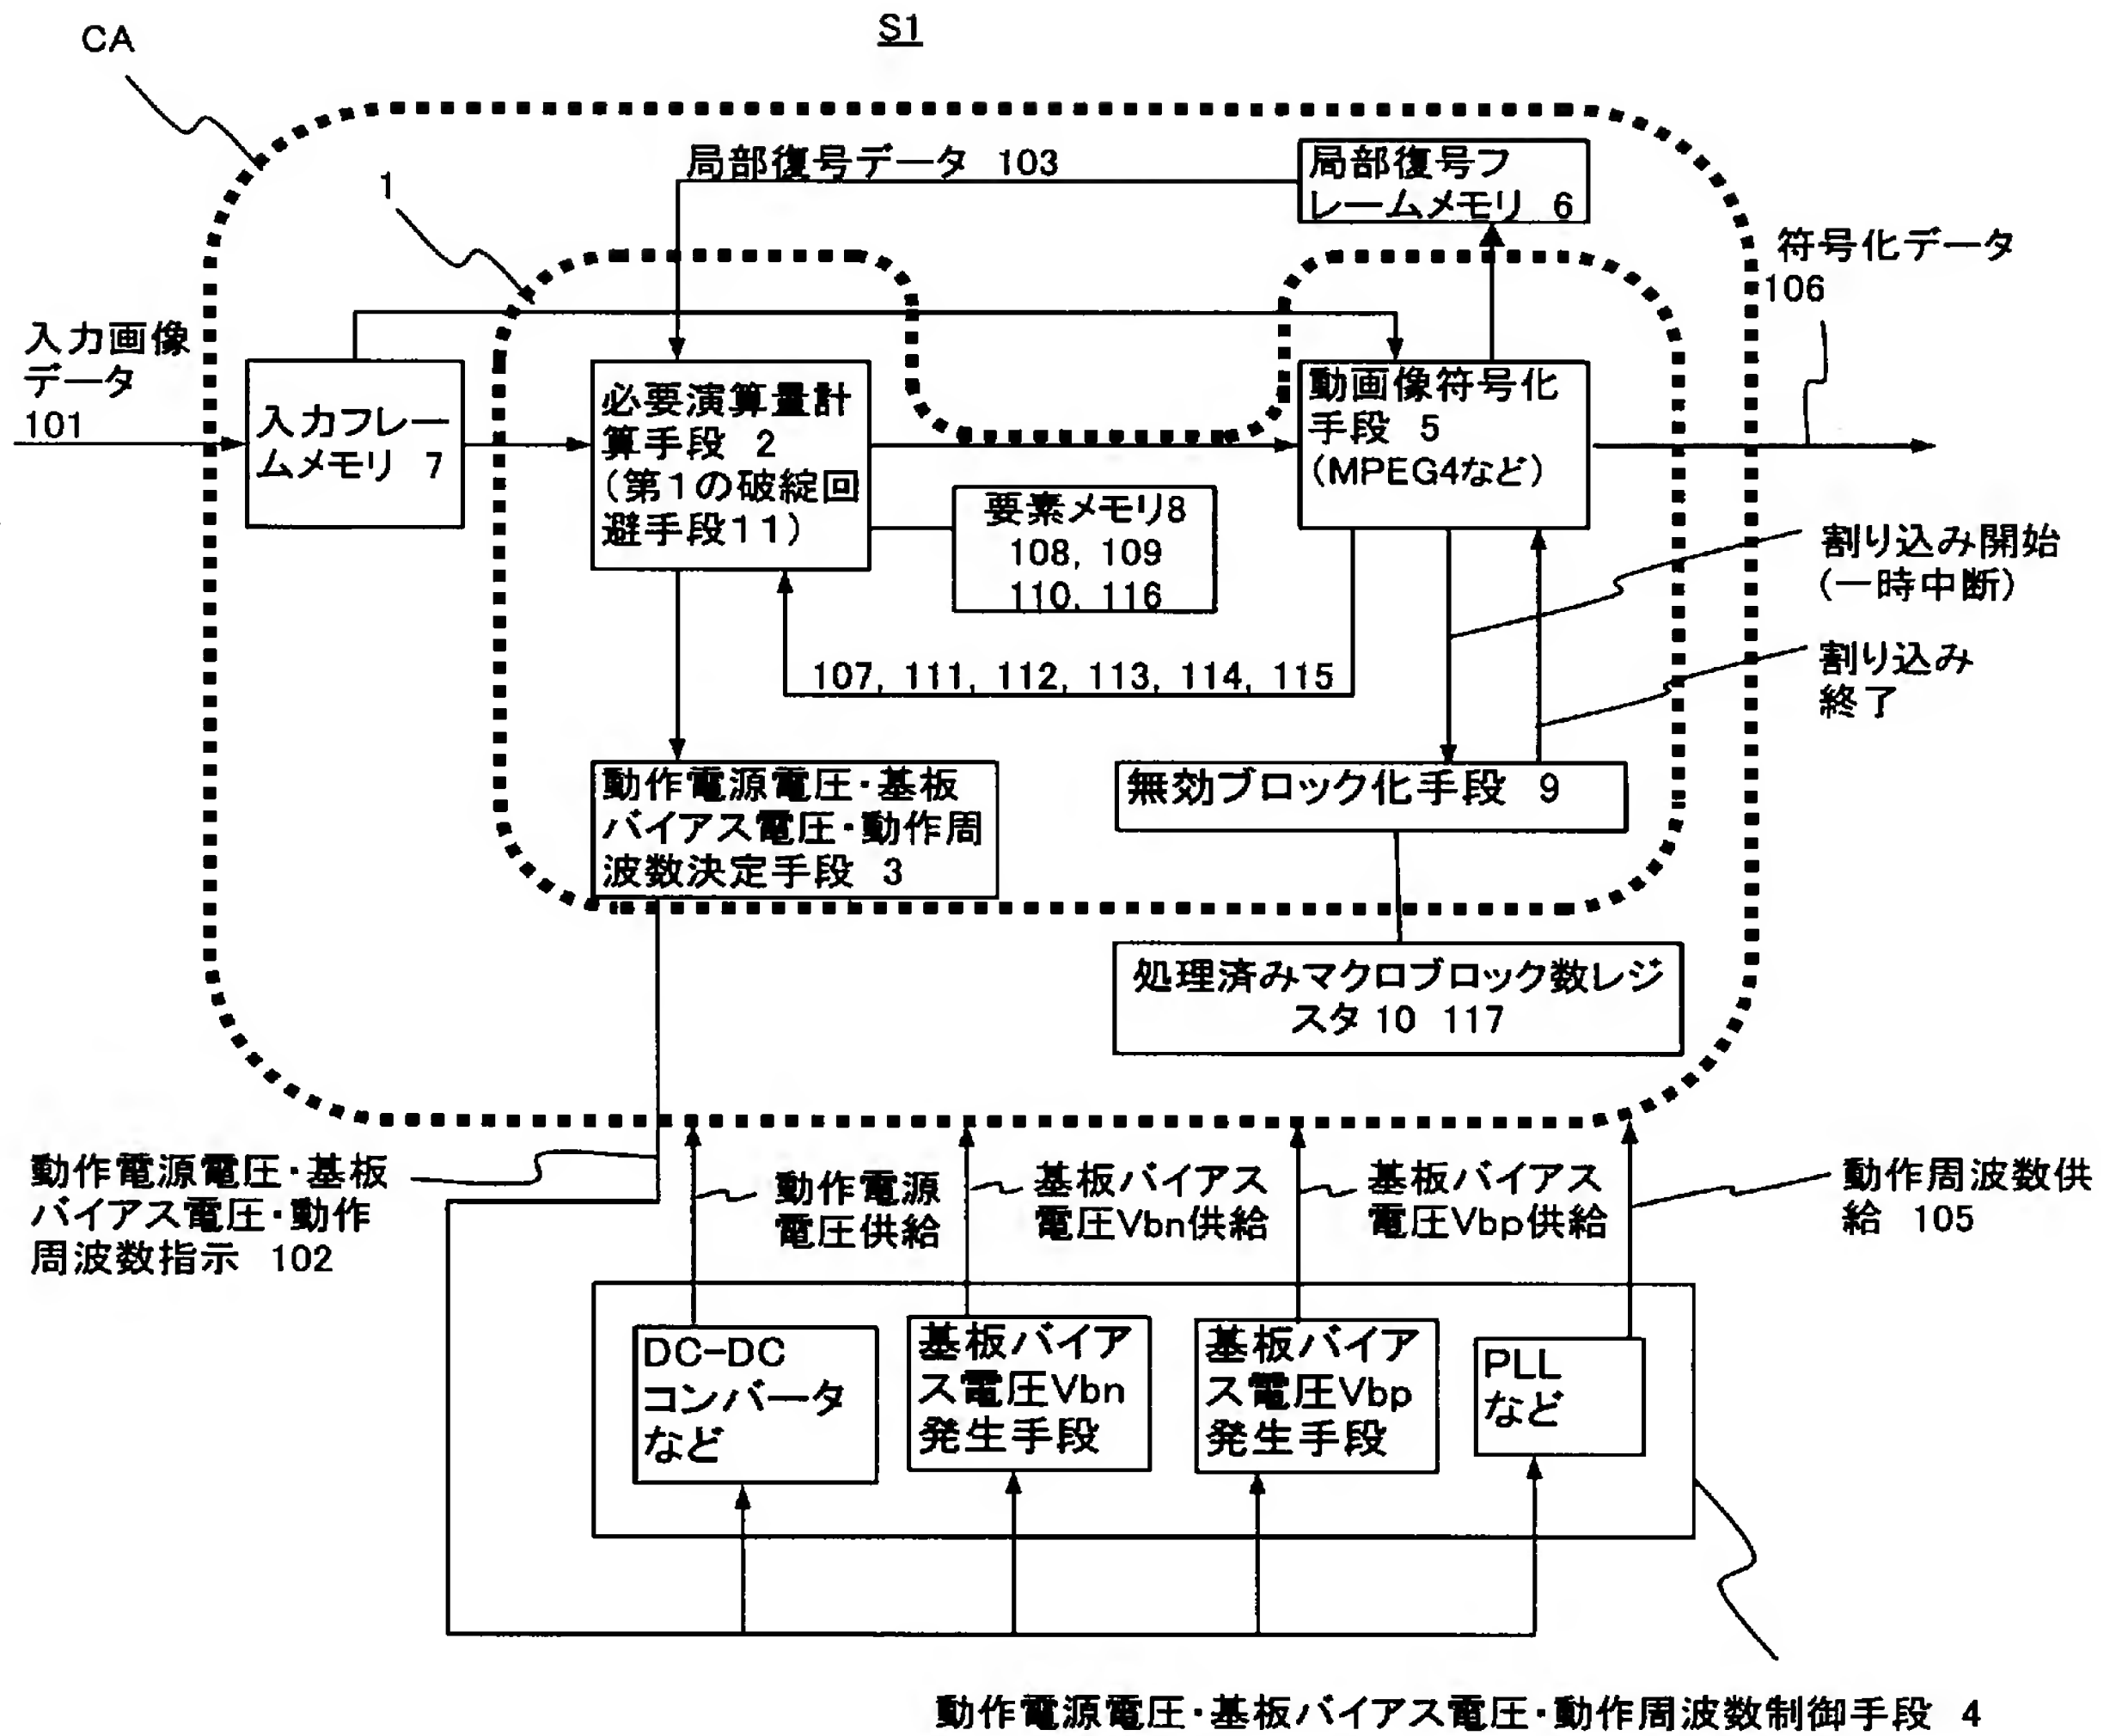 S1
CA
局部復号データ 103
局部復号フ
レームメモリ 6
1
符号化データ
106
入力画像
データ
101
入力フレー
ムメモリ 7
必要演算量計
算手段 2
(第1の破綻回
避手段11)
動画像符号化
手段 5
(MPEG4など)
要素メモリ8
108, 109
110, 116
割り込み開始
(一時中断)
107, 111, 112, 113, 114, 115
割り込み
終了
動作電源電圧・基板
バイアス電圧・動作周
波数決定手段 3
無効ブロック化手段 9
処理済みマクロブロック数レジ
スタ10 117
動作電源電圧・基板
バイアス電圧・動作
周波数指示 102
動作電源
電圧供給
基板バイアス
電圧Vbn供給
基板バイアス
電圧Vbp供給
動作周波数供
給 105
DC-DC
コンバータ
など
基板バイア
ス電圧Vbn
発生手段
基板バイア
ス電圧Vbp
発生手段
PLL
など
動作電源電圧・基板バイアス電圧・動作周波数制御手段 4